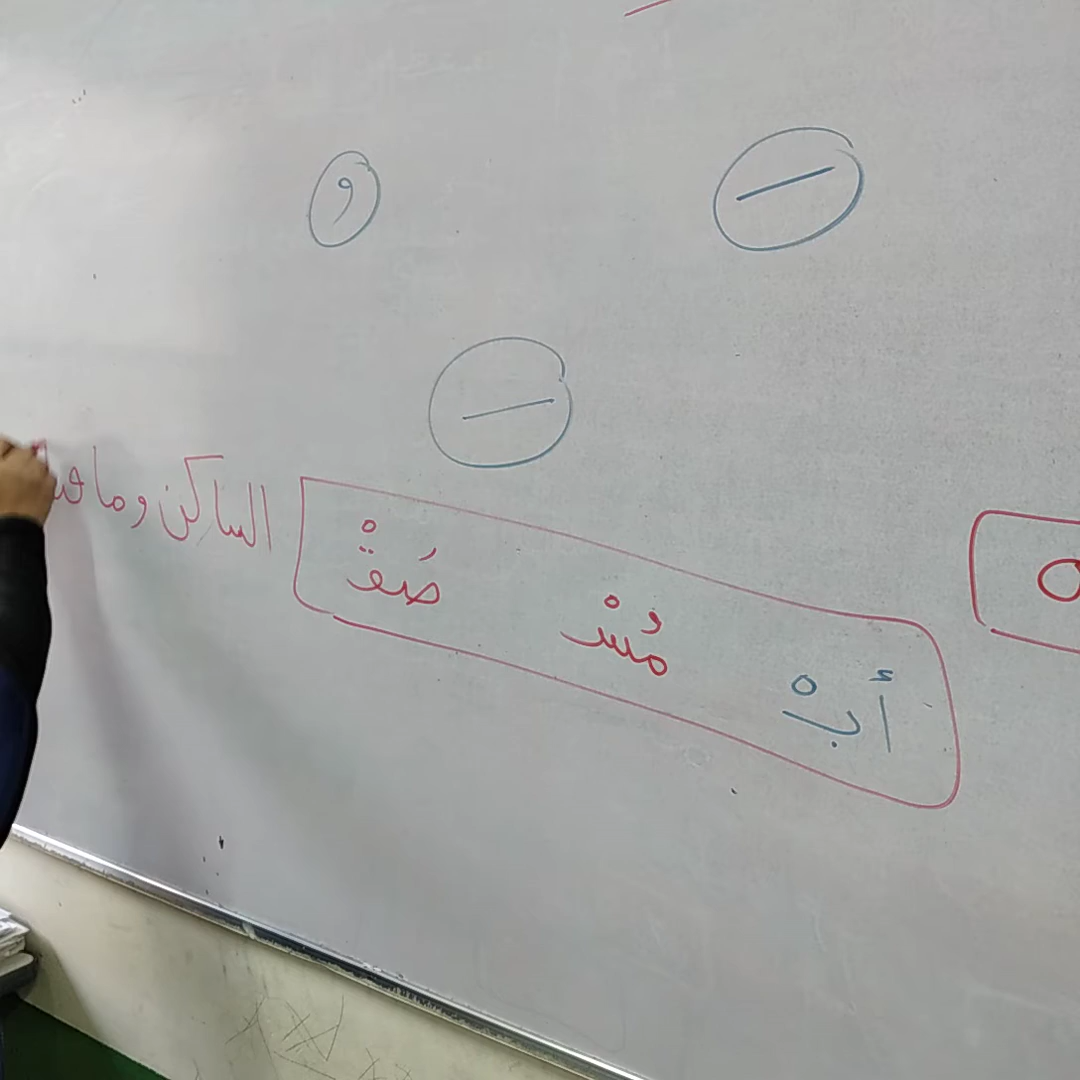 و
أبْ مُسْ صَقْ
الساكن وما